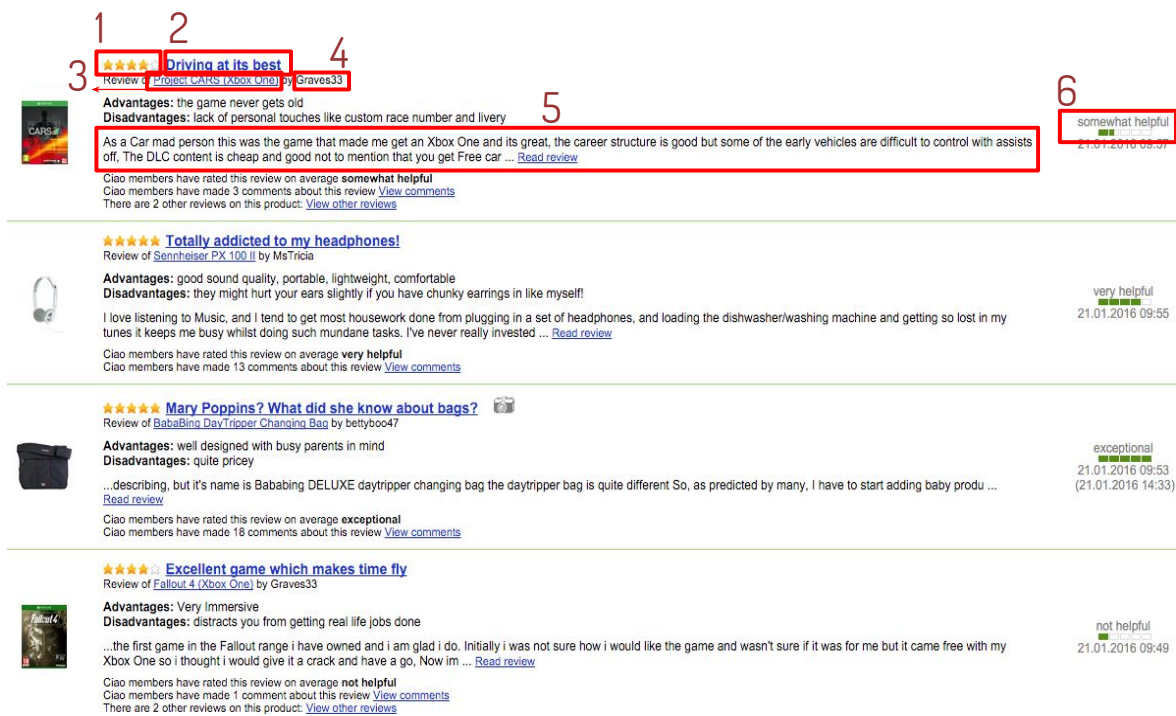 1
2
Driving at its best
3
4
Review of Project CARS (Xbox One) by Graves33
Advantages: the game never gets old
Disadvantages: lack of personal touches like custom race number and livery
5
As a Car mad person this was the game that made me get an Xbox One and its great, the career structure is good but some of the early vehicles are difficult to control with assists
off, The DLC content is cheap and good not to mention that you get Free car ... Read review
6
somewhat helpful
21.01.2016 09:57
CARS
Ciao members have rated this review on average somewhat helpful
Ciao members have made 3 comments about this review View comments
There are 2 other reviews on this product: View other reviews
Totally addicted to my headphones!
Review of Sennheiser PX 100 II by MsTricia
Advantages: good sound quality, portable, lightweight, comfortable
Disadvantages: they might hurt your ears slightly if you have chunky earrings in like myself!
very helpful
21.01.2016 09:55
I love listening to Music, and I tend to get most housework done from plugging in a set of headphones, and loading the dishwasher/washing machine and getting so lost in my
tunes it keeps me busy whilst doing such mundane tasks. I've never really invested ... Read review
Ciao members have rated this review on average very helpful
Ciao members have made 13 comments about this review View comments
Mary Poppins? What did she know about bags?
Review of BabaBing DayTripper Changing Bag by bettyboo47
Advantages: well designed with busy parents in mind
Disadvantages: quite pricey
exceptional
21.01.2016 09:53
(21.01.2016 14:33)
...describing, but it's name is Bababing DELUXE daytripper changing bag the daytripper bag is quite different So, as predicted by many, I have to start adding baby produ ...
Read review
Ciao members have rated this review on average exceptional
Ciao members have made 18 comments about this review View comments
Excellent game which makes time fly
Review of Fallout 4 (Xbox One) by Graves33
Advantages: Very Immersive
Disadvantages: distracts you from getting real life jobs done
Fallout 4
not helpful
21.01.2016 09:49
...the first game in the Fallout range i have owned and i am glad i do. Initially i was not sure how i would like the game and wasn't sure if it was for me but it came free with my
Xbox One so i thought i would give it a crack and have a go, Now im ... Read review
Ciao members have rated this review on average not helpful
Ciao members have made 1 comment about this review View comments
There are 2 other reviews on this product: View other reviews